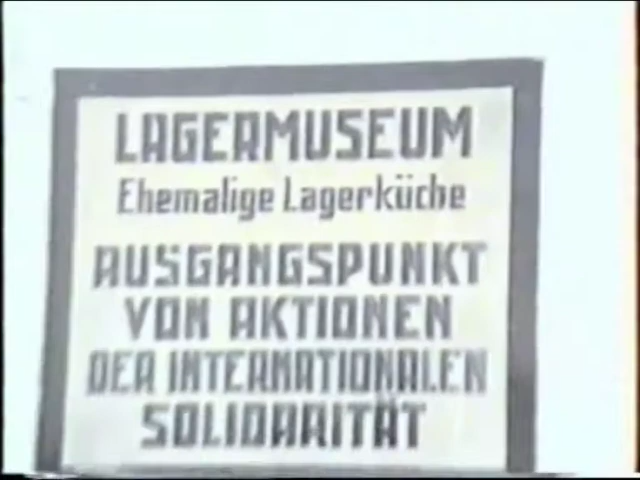 LAGERMUSEUM
Ehemalige Lagerküche
AUSGANGSPUNKT
VON AKTIONEN
DER INTERNATIONALEN
SOLIDARITÄT